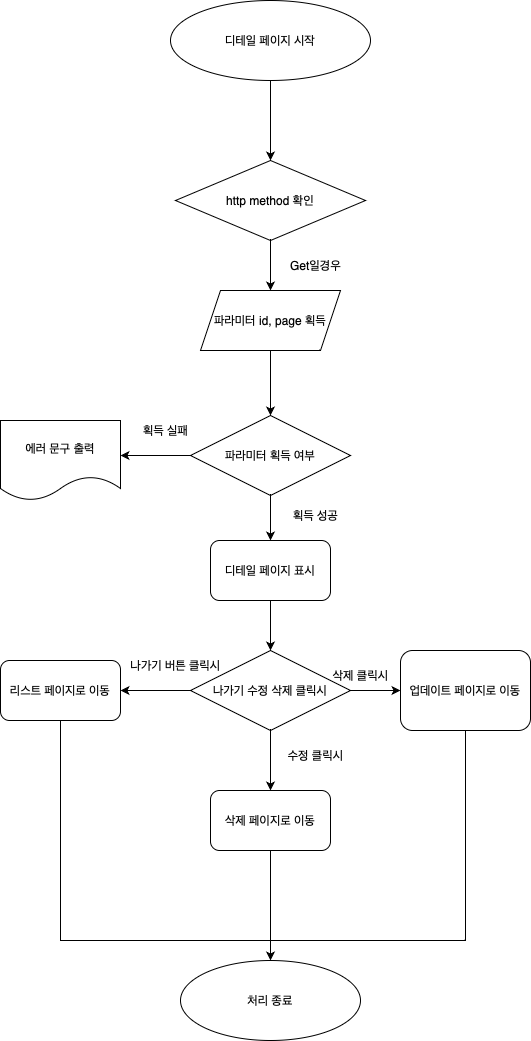 디테일 페이지 시작
http method 확인
Get일경우
파라미터 id, page 획득
획득 실패
에러 문구 출력
파라미터 획득 여부
획득 성공
디테일 페이지 표시
나가기 버튼 클릭시
삭제 클릭시
리스트 페이지로 이동
나가기 수정 삭제 클릭시
업데이트 페이지로 이동
수정 클릭시
삭제 페이지로 이동
처리 종료